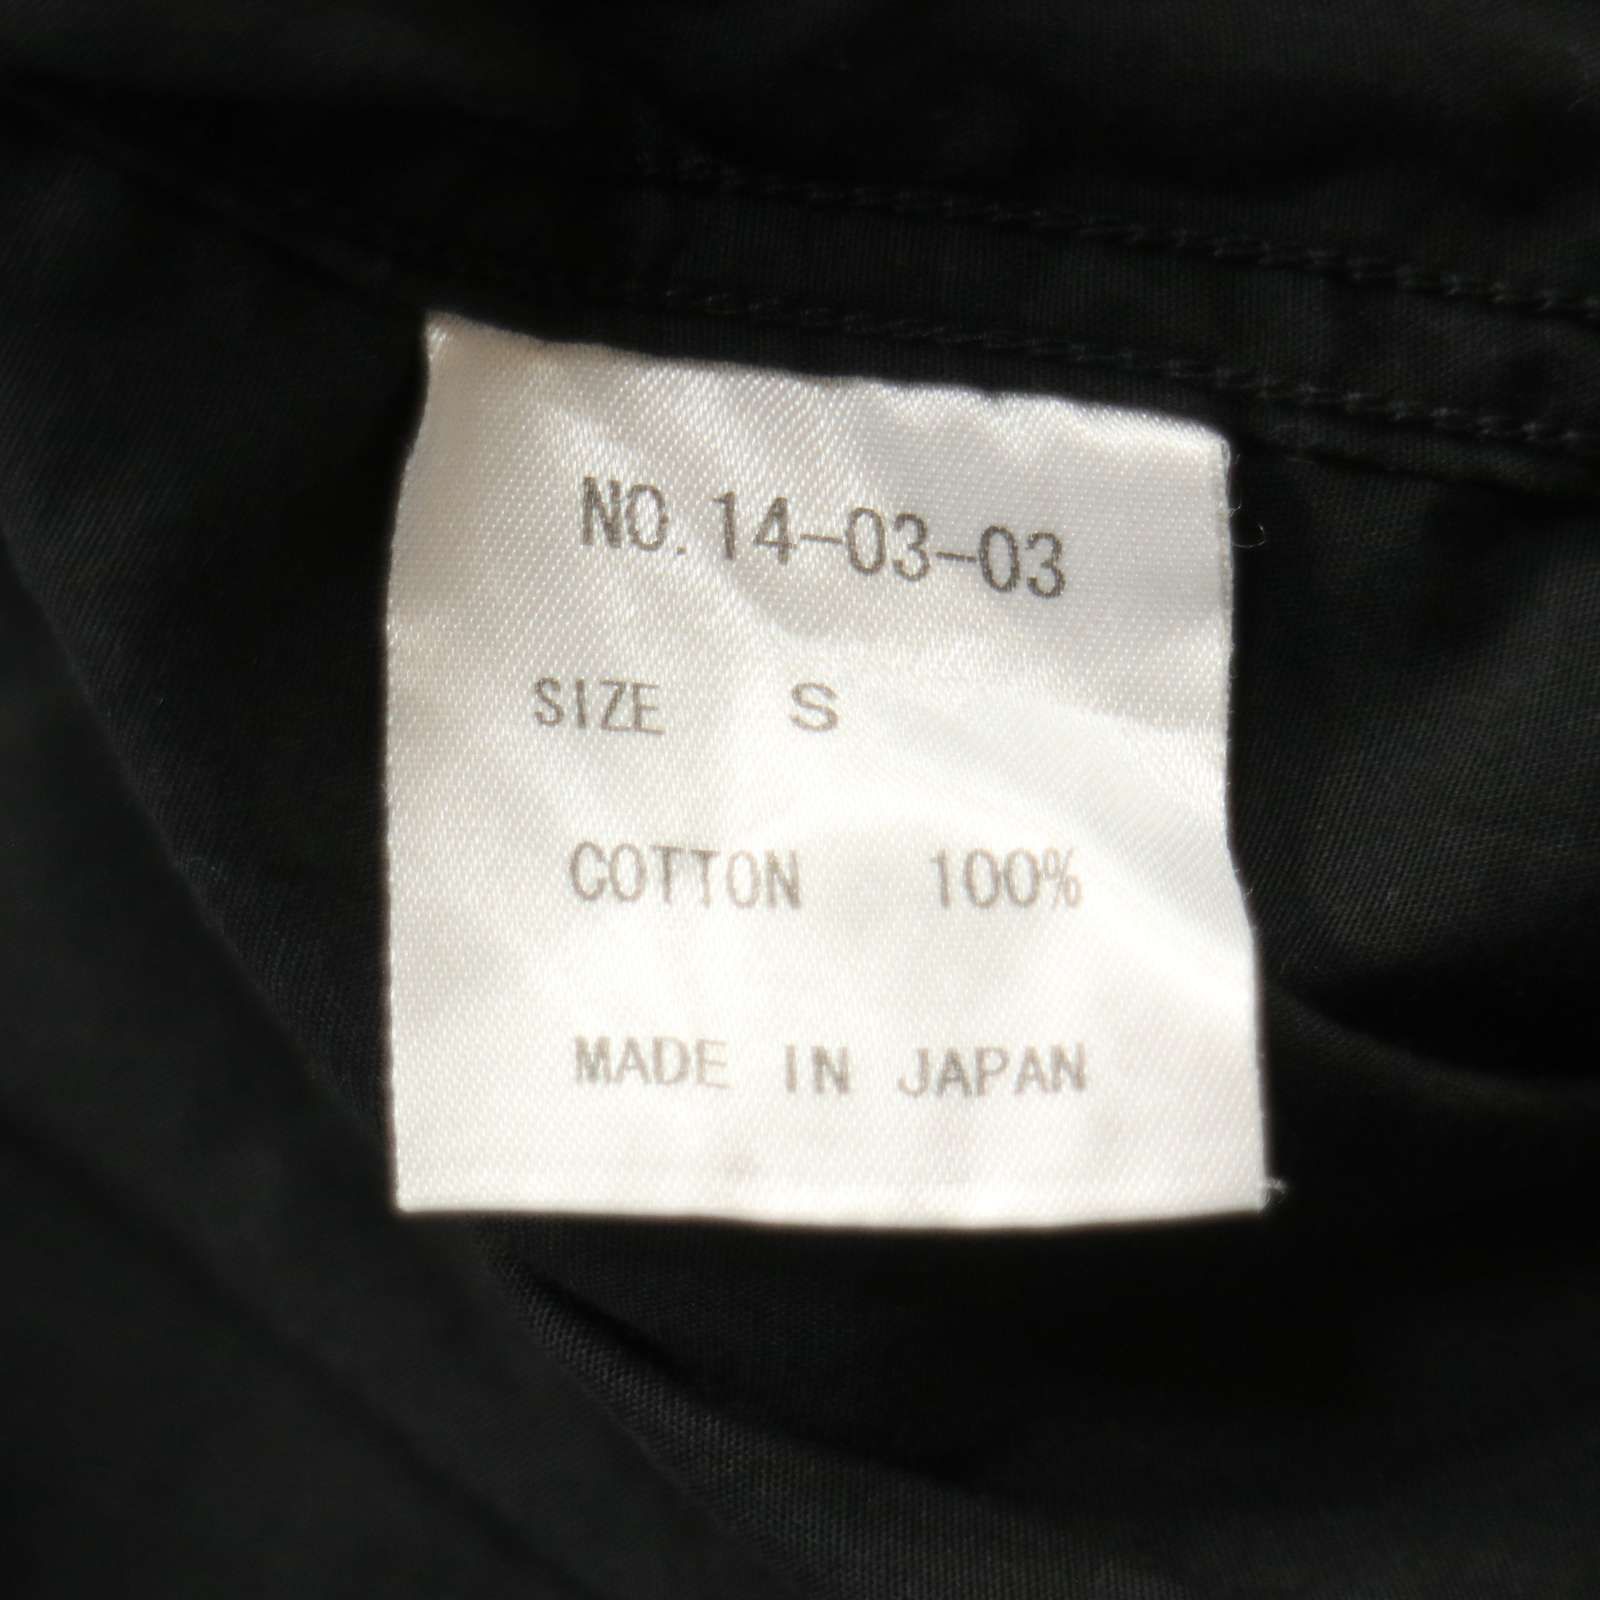 NO. 14-03-03
SIZE S
COTTON 100%
MADE IN JAPAN